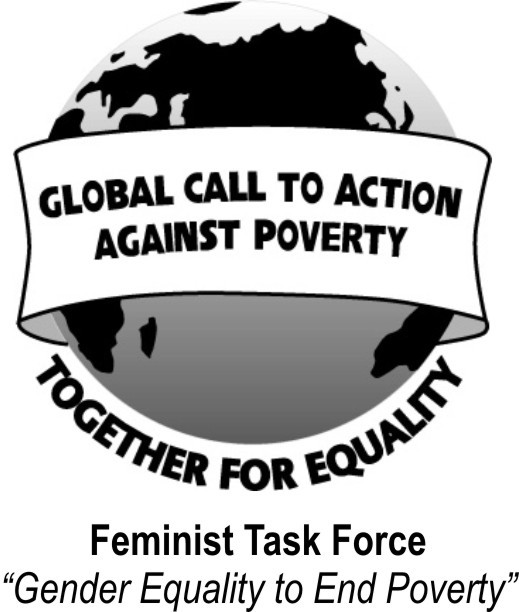 GLOBAL CALL TO ACTION
AGAINST POVERTY
TOGETHER FOR EQUALITY
Feminist Task Force
“Gender Equality to End Poverty”